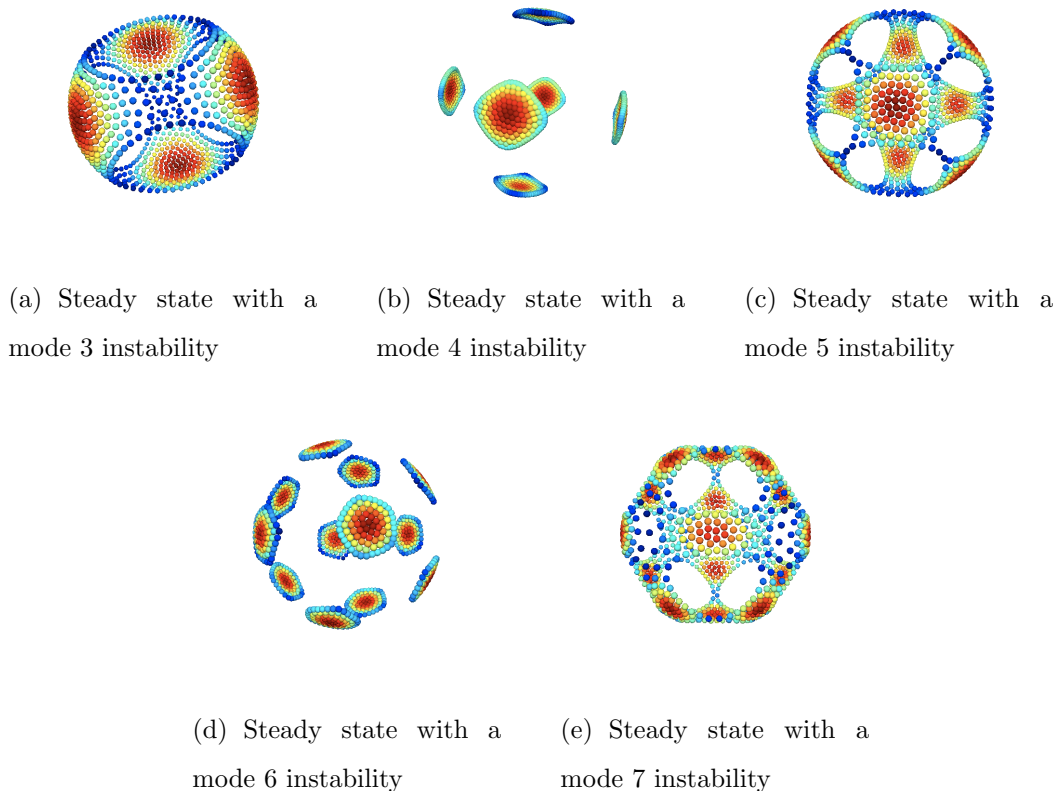 (a) Steady state with a
mode 3 instability
(b) Steady state with a
mode 4 instability
(c) Steady state with a
mode 5 instability
(d) Steady state with a
mode 6 instability
(e) Steady state with a
mode 7 instability